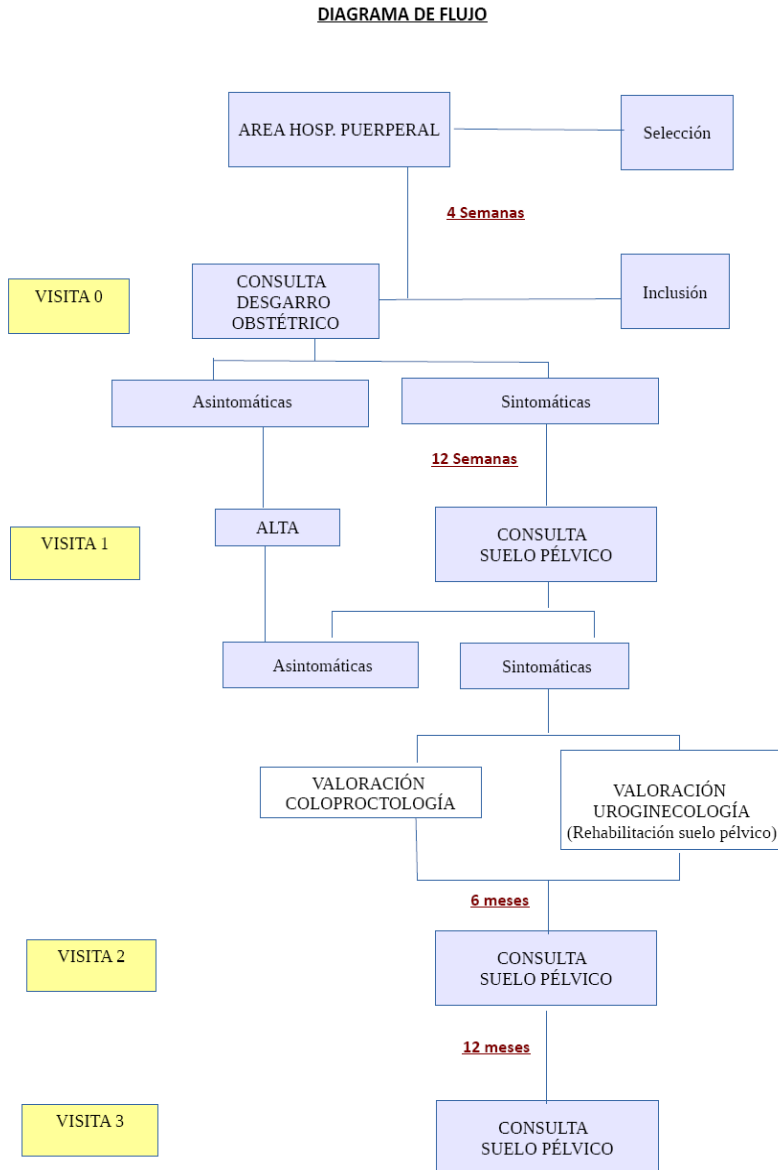 DIAGRAMA DE FLUJO
AREA HOSP. PUERPERAL
Selección
4 Semanas
VISITA 0
CONSULTA
DESGARRO
OBSTÉTRICO
Inclusión
Asintomáticas
Sintomáticas
12 Semanas
VISITA 1
ALTA
CONSULTA
SUELO PÉLVICO
Asintomáticas
Sintomáticas
VALORACIÓN
COLOPROCTOLOGÍA
VALORACIÓN
UROGINECOLOGÍA
(Rehabilitación suelo pélvico)
6 meses
VISITA 2
CONSULTA
SUELO PÉLVICO
12 meses
VISITA 3
CONSULTA
SUELO PÉLVICO